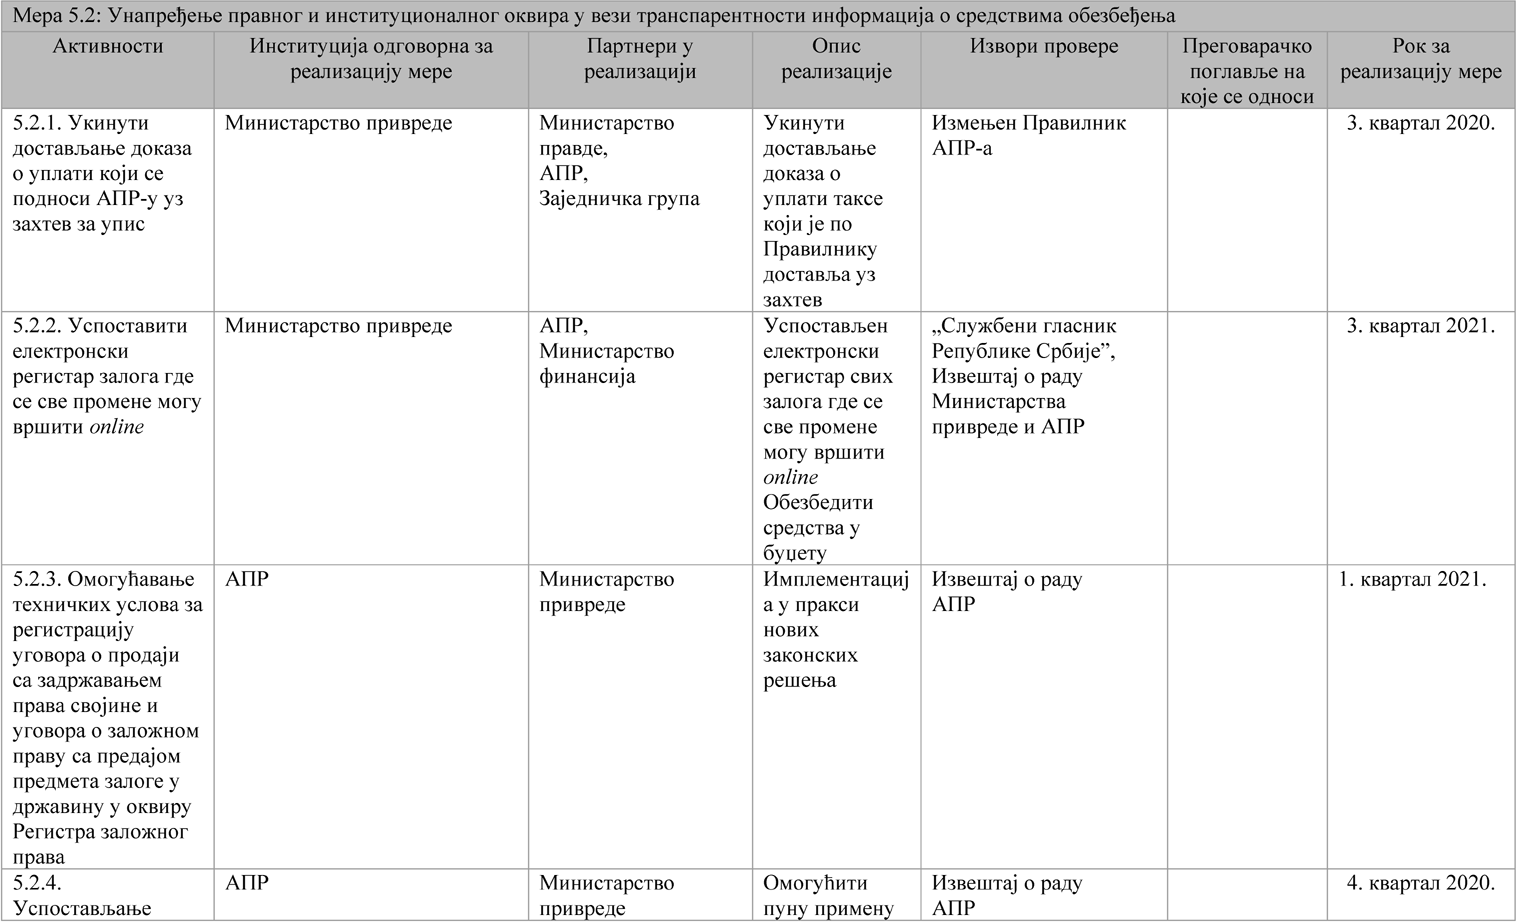 Мера 5.2: Унапређење правног и институционалног оквира у вези транспарентности информација о средствима обезбеђења
Активности
Институција одговорна за
реализацију мере
Партнери у
реализацији
Опис
реализације
Извори провере
Преговарачко
поглавље на
које се односи
Рок за
реализацију мере
5.2.1. Укинути
достављање доказа
о уплати који се
подноси АПР-у уз
захтев за упис
Министарство привреде
Министарство
правде,
АПР,
Заједничка група
Укинути
достављање
доказа о
уплати таксе
који је по
Правилнику
доставља уз
захтев
Измењен Правилник
АПР-а
3. квартал 2020.
5.2.2. Успоставити
електронски
регистар залога где
се све промене могу
вршити online
Министарство привреде
АПР,
Министарство
финансија
Успостављен
електронски
регистар свих
залога где се
све промене
могу вршити
online
Обезбедити
средства у
буџету
„Службени гласник
Републике Србије”,
Извештај о раду
Министарства
привреде и АПР
3. квартал 2021.
5.2.3. Омогућавање
техничких услова за
регистрацију
уговора о продаји
са задржавањем
права својине и
уговора о заложном
праву са предајом
предмета залоге у
државину у оквиру
Регистра заложног
права
АПР
Министарство
привреде
Имплементациј
а у пракси
нових
законских
решења
Извештај о раду
АПР
1. квартал 2021.
5.2.4.
Успостављање
АПР
Министарство
привреде
Омогућити
пуну примену
Извештај о раду
АПР
4. квартал 2020.